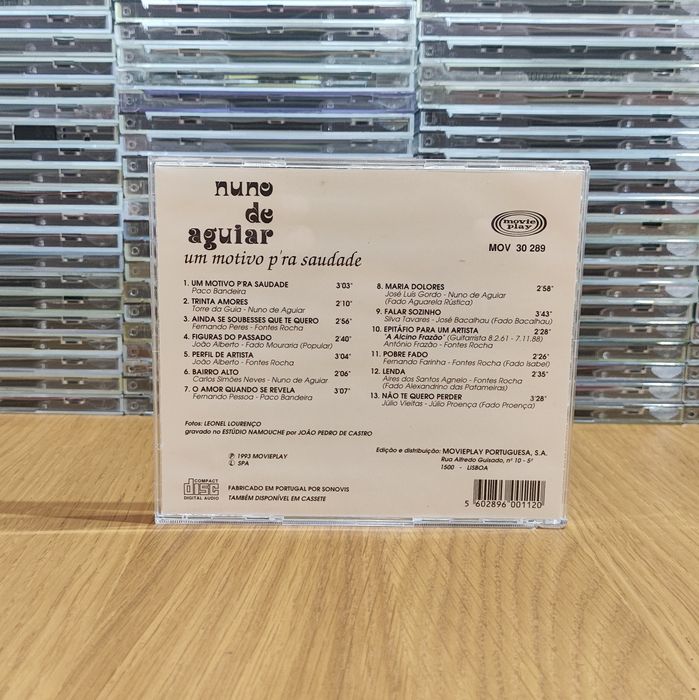 nuno
de
aguiar
um motivo p'ra saudade
movie
play
MOV 30 289
1. UM MOTIVO P'RA SAUDADE 3'03"
Paco Bandeira
2. TRINTA AMORES 2'10"
Torre da Guia - Nuno de Aguiar
3. AINDA SE SOUBESSES QUE TE QUERO 2'56"
Fernando Peres - Fontes Rocha
4. FIGURAS DO PASSADO 2'40"
João Alberto - Fado Mouraria (Popular)
5. PERFIL DE ARTISTA 3'04"
João Alberto - Fontes Rocha
6. BAIRRO ALTO 2'06"
Carlos Simões Neves - Nuno de Aguiar
7. O AMOR QUANDO SE REVELA 3'07"
Fernando Pessoa - Paco Bandeira
8. MARIA DOLORES 2'58"
José Luis Gordo - Nuno de Aguiar
(Fado Aguarela Rústica)
9. FALAR SOZINHO 3'43"
Silva Tavares - José Bacalhau (Fado Bacalhau)
10. EPITÁFIO PARA UM ARTISTA 2'28"
"A Alcino Frazão" (Guitarrista 8.2.61 - 7.11.88)
António Frazão - Fontes Rocha
11. POBRE FADO 2'26"
Fernando Farinha - Fontes Rocha (Fado Isabel)
12. LENDA 2'35"
Aires dos Santos Agnelo - Fontes Rocha
(Fado Alexandrino das Patameiras)
13. NÃO TE QUERO PERDER 3'28"
Júlio Vieitas - Júlio Proença (Fado Proença)
Fotos: LEONEL LOURENÇO
gravado no ESTÚDIO NAMOUCHE por JOÃO PEDRO DE CASTRO
Ⓟ 1993 MOVIEPLAY
© SPA
Edição e distribuição: MOVIEPLAY PORTUGUESA, S.A.
Rua Alfredo Guisado, nº 10 - 5º
1500 - LISBOA
COMPACT
disc
DIGITAL AUDIO
FABRICADO EM PORTUGAL POR SONOVIS
TAMBÉM DISPONÍVEL EM CASSETE
5 602896 001120